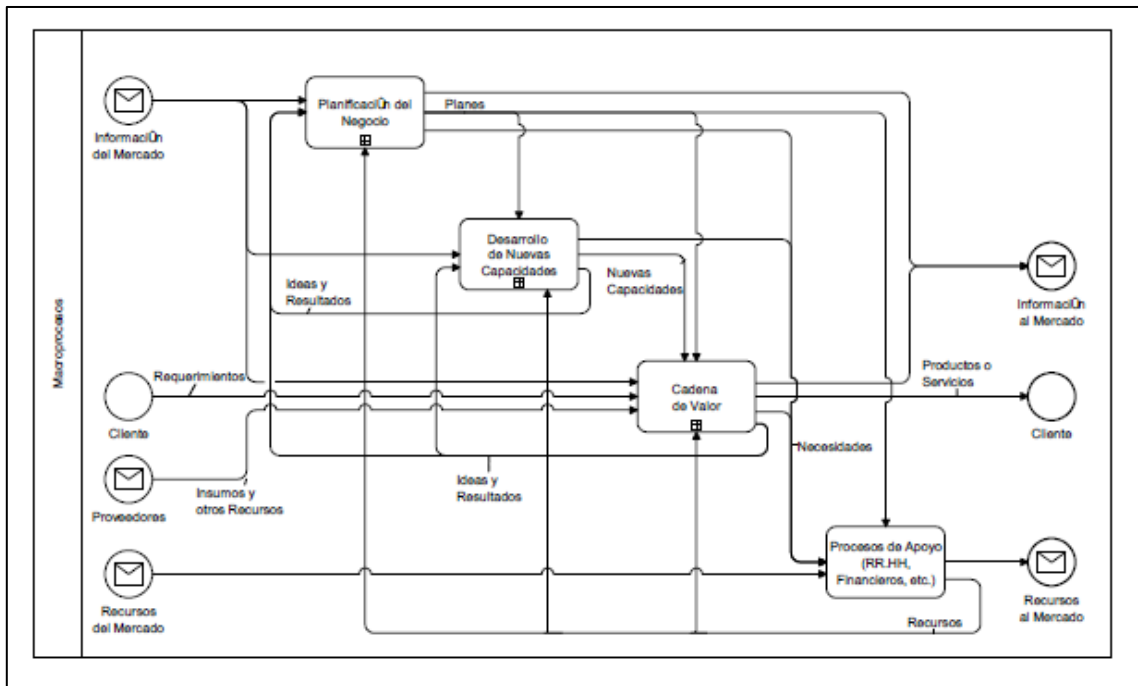 Macroprocesos
InformaciÛn
del Mercado
PlanificaciÛn del
Negocio
Planes
Desarrollo
de Nuevas
Capacidades
Ideas y
Resultados
Nuevas
Capacidades
InformaciÛn
al Mercado
Requerimientos
Cliente
Cadena
de Valor
Productos o
Servicios
Cliente
Necesidades
Ideas y
Resultados
Insumos y
otros Recursos
Proveedores
Procesos de Apoyo
(RR.HH,
Financieros, etc.)
Recursos
del Mercado
Recursos
Recursos
al Mercado